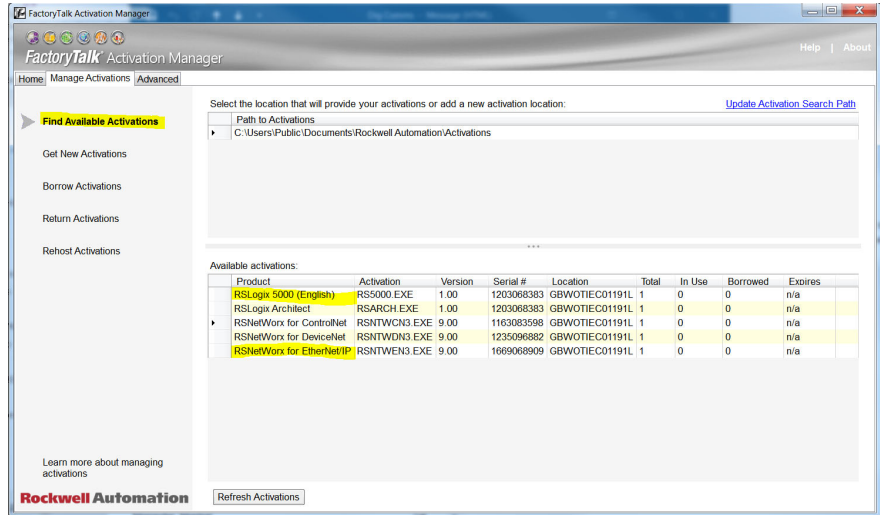 FactoryTalk Activation Manager
FactoryTalk Activation Manager
Help | About
Home Manage Activations Advanced
Find Available Activations
Get New Activations
Borrow Activations
Return Activations
Rehost Activations
Learn more about managing
activations
Rockwell Automation
Select the location that will provide your activations or add a new activation location:
Update Activation Search Path
Path to Activations
C:\Users\Public\Documents\Rockwell Automation\Activations
Available activations:
Product Activation Version Serial # Location Total In Use Borrowed Expires
RSLogix 5000 (English) RS5000.EXE 1.00 1203068383 GBWOTIEC01191L 1 0 0 n/a
RSLogix Architect RSARCH.EXE 1.00 1203068383 GBWOTIEC01191L 1 0 0 n/a
RSNetWorx for ControlNet RSNTWCN3.EXE 9.00 1163083598 GBWOTIEC01191L 1 0 0 n/a
RSNetWorx for DeviceNet RSNTWDN3.EXE 9.00 1235096882 GBWOTIEC01191L 1 0 0 n/a
RSNetWorx for EtherNet/IP RSNTWEN3.EXE 9.00 1669068909 GBWOTIEC01191L 1 0 0 n/a
Refresh Activations